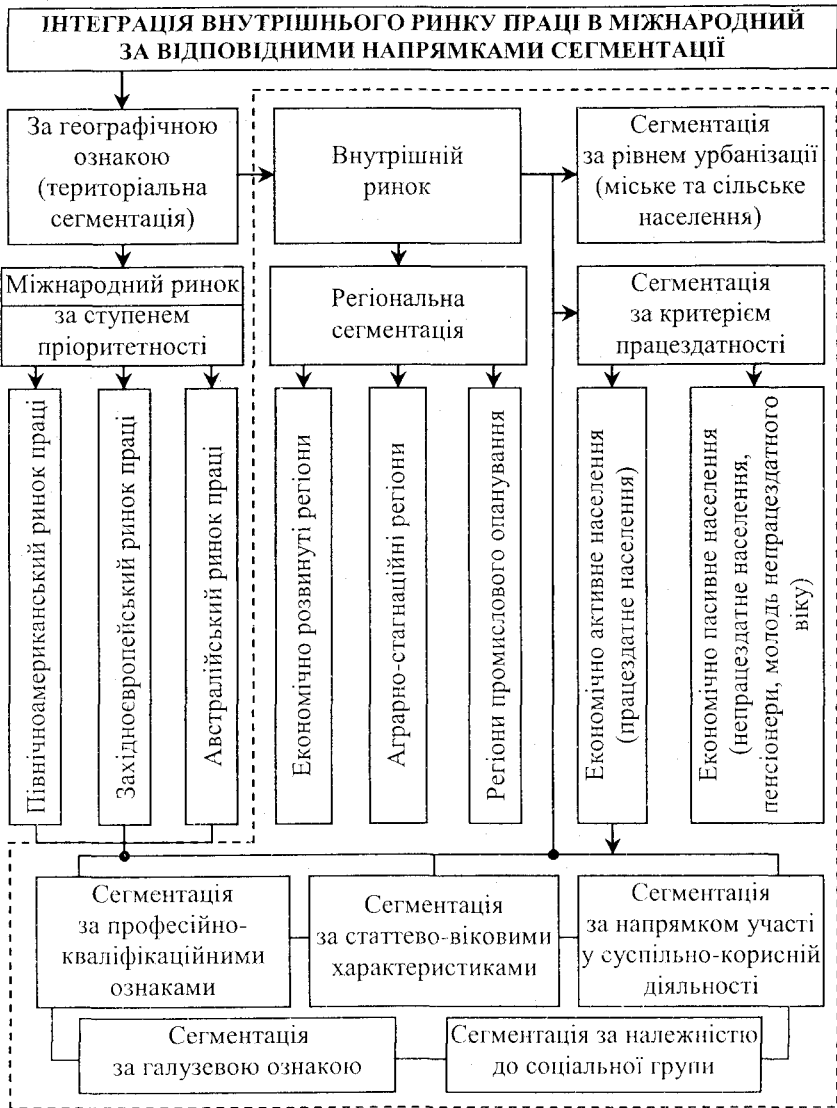 ІНТЕГРАЦІЯ ВНУТРІШНЬОГО РИНКУ ПРАЦІ В МІЖНАРОДНИЙ
ЗА ВІДПОВІДНИМИ НАПРЯМКАМИ СЕГМЕНТАЦІЇ
За географічною
ознакою
(територіальна
сегментація)
Внутрішній
ринок
Сегментація
за рівнем урбанізації
(міське та сільське
населення)
Міжнародний ринок
за ступенем
пріоритетності
Регіональна
сегментація
Сегментація
за критерієм
працездатності
Північноамериканський ринок праці
Західноєвропейський ринок праці
Австралійський ринок праці
Економічно розвинуті регіони
Аграрно-стагнаційні регіони
Регіони промислового опанування
Економічно активне населення
(працездатне населення)
Економічно пасивне населення
(непрацездатне населення,
пенсіонери, молодь непрацездатного
віку)
Сегментація
за професійно-
кваліфікаційними
ознаками
Сегментація
за статтево-віковими
характеристиками
Сегментація
за напрямком участі
у суспільно-корисній
діяльності
Сегментація
за галузевою ознакою
Сегментація за належністю
до соціальної групи